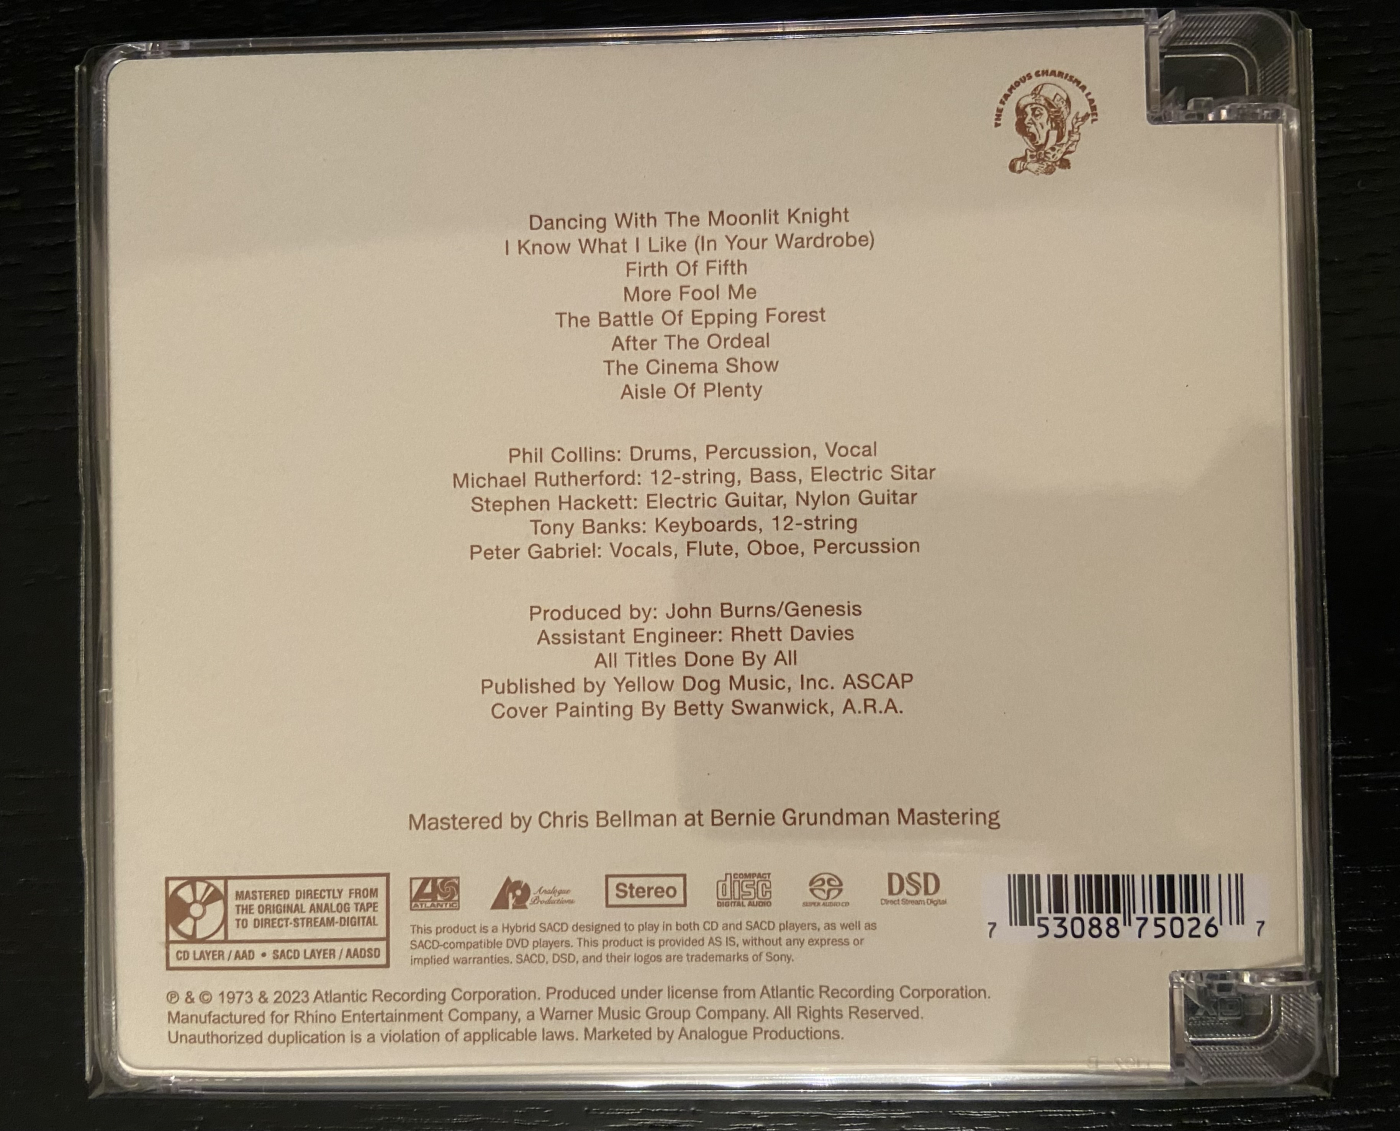 THE FAMOUS CHARISMA LABEL
Dancing With The Moonlit Knight
I Know What I Like (In Your Wardrobe)
Firth Of Fifth
More Fool Me
The Battle Of Epping Forest
After The Ordeal
The Cinema Show
Aisle Of Plenty
Phil Collins: Drums, Percussion, Vocal
Michael Rutherford: 12-string, Bass, Electric Sitar
Stephen Hackett: Electric Guitar, Nylon Guitar
Tony Banks: Keyboards, 12-string
Peter Gabriel: Vocals, Flute, Oboe, Percussion
Produced by: John Burns/Genesis
Assistant Engineer: Rhett Davies
All Titles Done By All
Published by Yellow Dog Music, Inc. ASCAP
Cover Painting By Betty Swanwick, A.R.A.
Mastered by Chris Bellman at Bernie Grundman Mastering
MASTERED DIRECTLY FROM
THE ORIGINAL ANALOG TAPE
TO DIRECT-STREAM-DIGITAL
CD LAYER / AAD • SACD LAYER / AADSD
ATLANTIC
Analogue
Productions
Stereo
COMPACT
disc
DIGITAL AUDIO
SUPER AUDIO CD
DSD
Direct Stream Digital
This product is a Hybrid SACD designed to play in both CD and SACD players, as well as
SACD-compatible DVD players. This product is provided AS IS, without any express or
implied warranties. SACD, DSD, and their logos are trademarks of Sony.
7 53088 75026 7
℗ & © 1973 & 2023 Atlantic Recording Corporation. Produced under license from Atlantic Recording Corporation.
Manufactured for Rhino Entertainment Company, a Warner Music Group Company. All Rights Reserved.
Unauthorized duplication is a violation of applicable laws. Marketed by Analogue Productions.